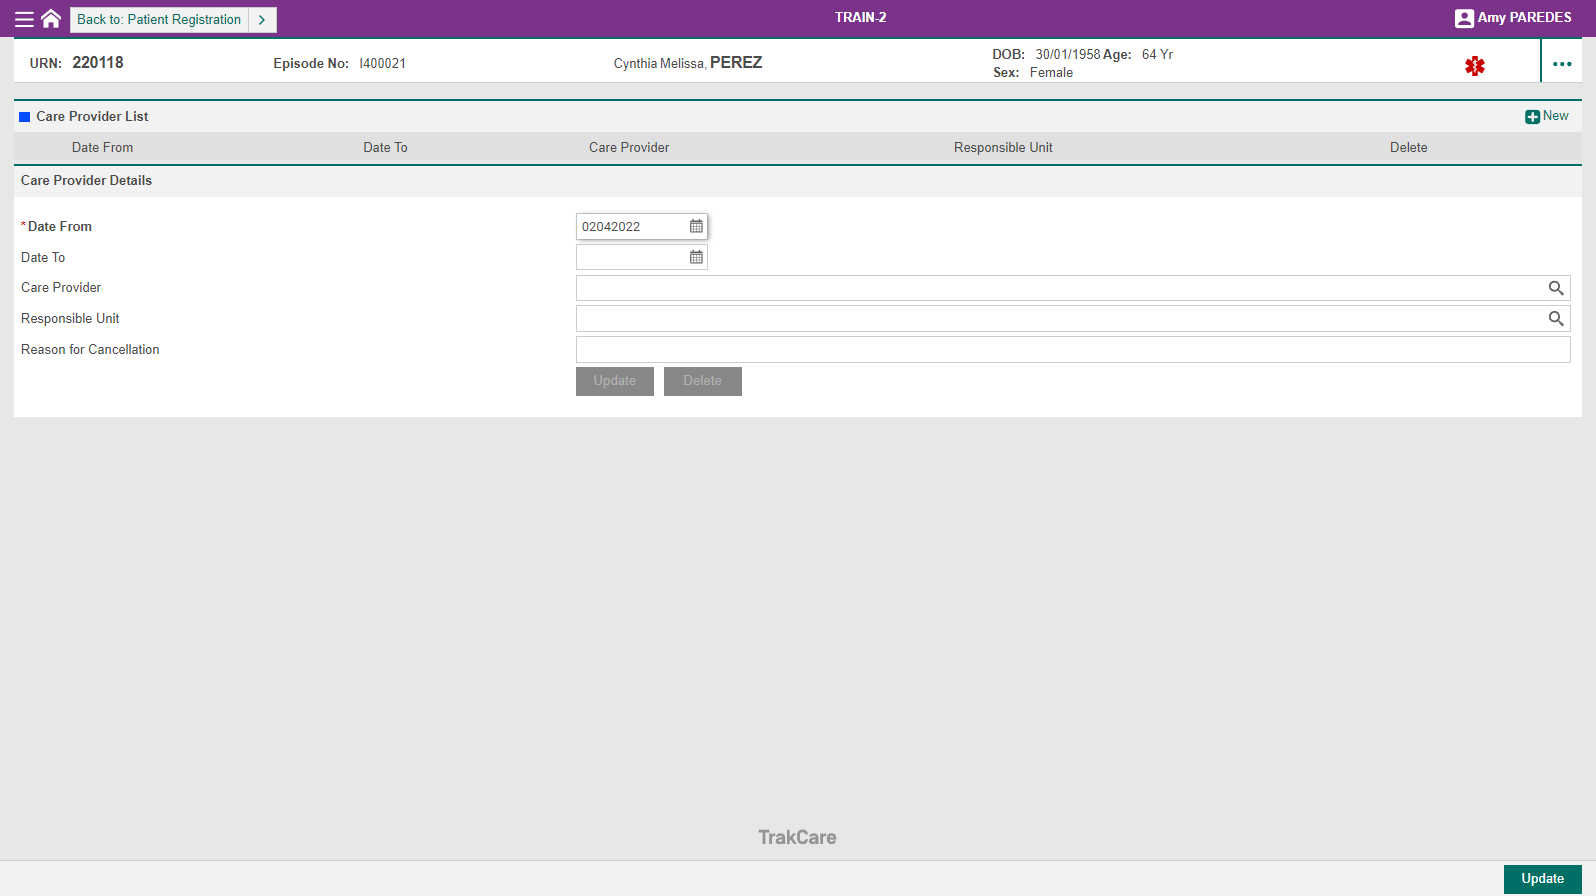 Back to: Patient Registration
TRAIN-2
Amy PAREDES
URN: 220118 Episode No: I400021 Cynthia Melissa, PEREZ DOB: 30/01/1958 Age: 64 Yr
Sex: Female
Care Provider List New
Date From Date To Care Provider Responsible Unit Delete
Care Provider Details
*Date From 02042022
Date To
Care Provider
Responsible Unit
Reason for Cancellation
Update Delete
TrakCare
Update